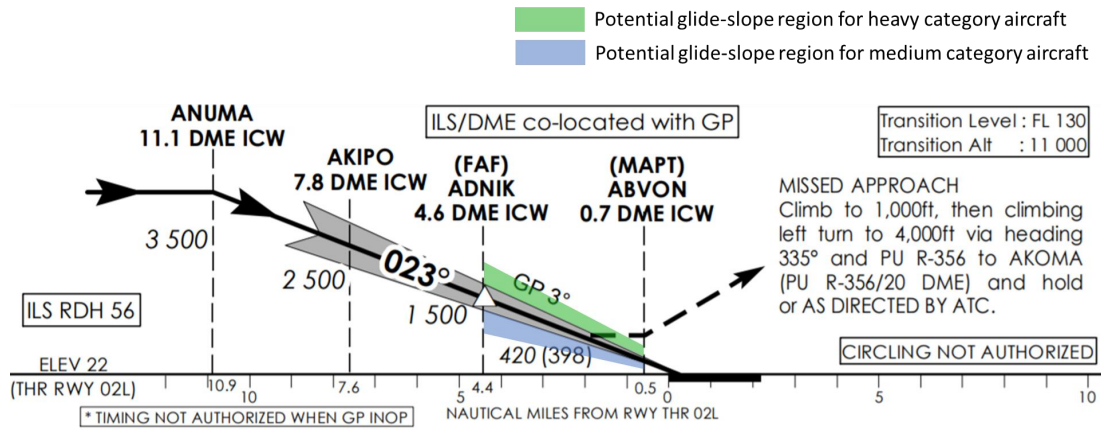 Potential glide-slope region for heavy category aircraft
Potential glide-slope region for medium category aircraft
ANUMA
11.1 DME ICW
ILS/DME co-located with GP
Transition Level : FL 130
Transition Alt : 11 000
AKIPO
7.8 DME ICW
(FAF)
ADNIK
4.6 DME ICW
(MAPT)
ABVON
0.7 DME ICW
MISSED APPROACH
Climb to 1,000ft, then climbing
left turn to 4,000ft via heading
335° and PU R-356 to AKOMA
(PU R-356/20 DME) and hold
or AS DIRECTED BY ATC.
3 500
2 500
023°
GP 3°
1 500
420 (398)
ILS RDH 56
CIRCLING NOT AUTHORIZED
ELEV 22
(THR RWY 02L)
10.9
10
7.6
5
4.4
0.5
0
5
10
* TIMING NOT AUTHORIZED WHEN GP INOP
NAUTICAL MILES FROM RWY THR 02L